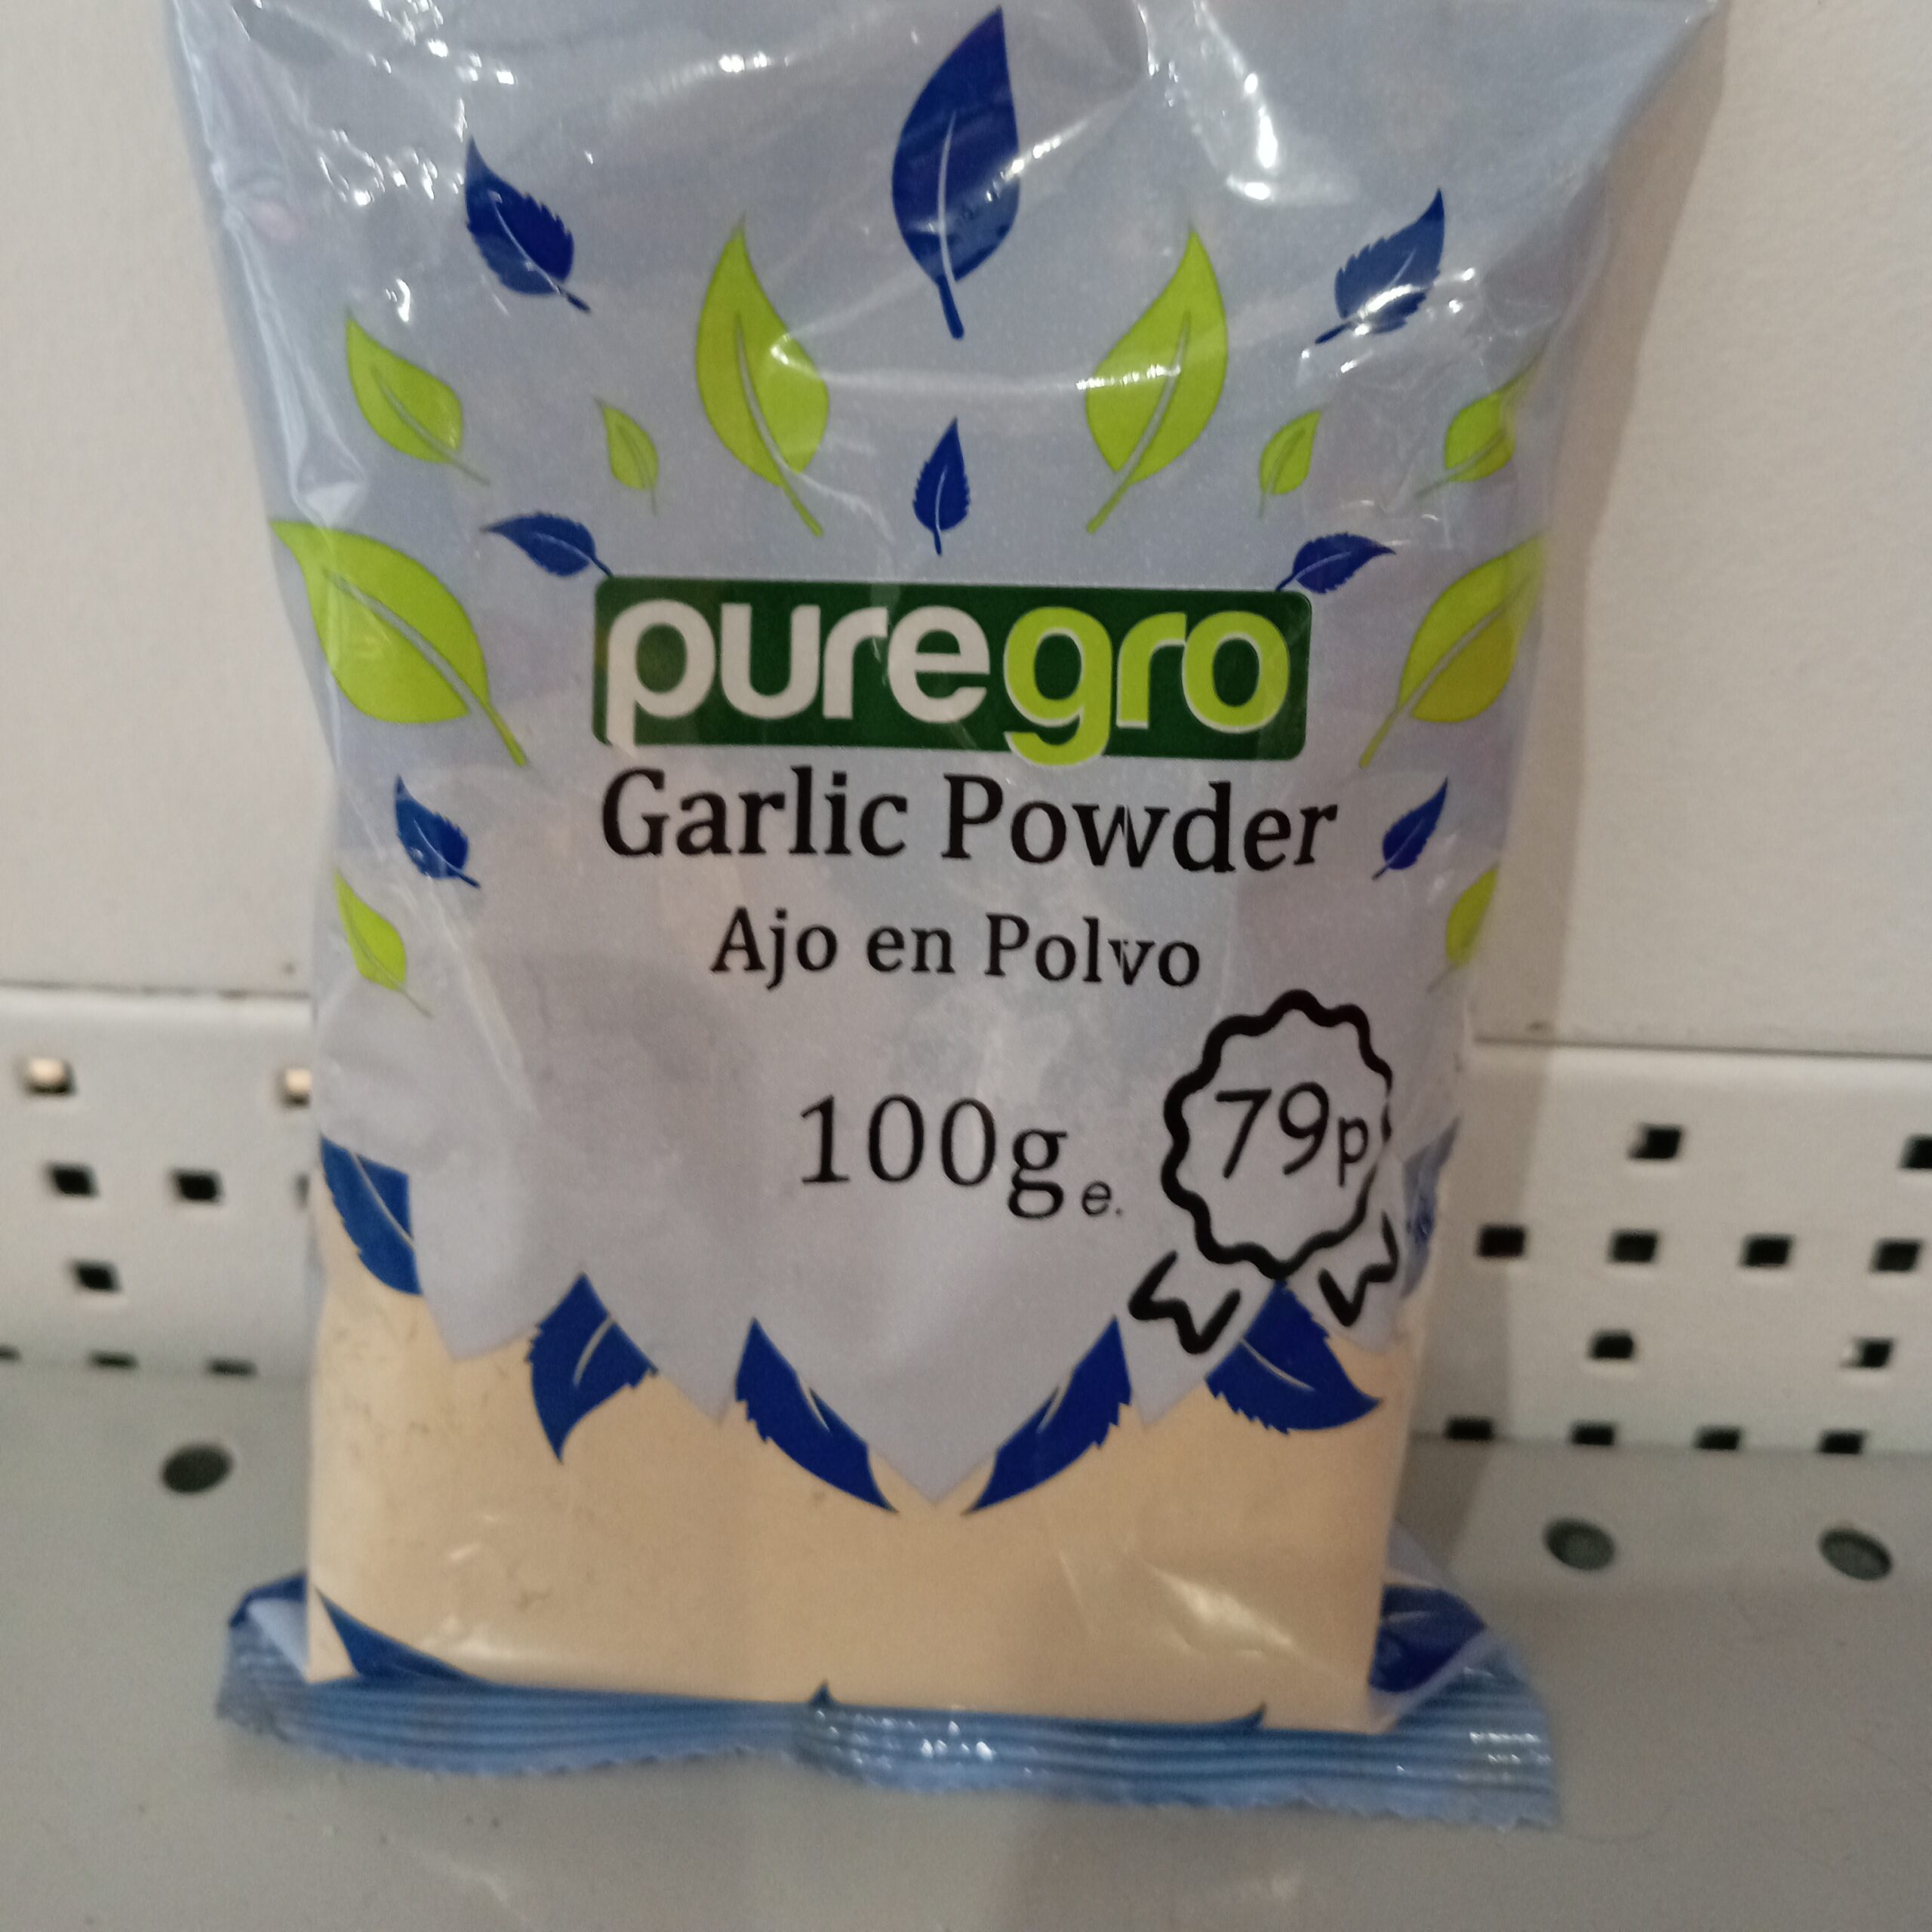 puregro
Garlic Powder
Ajo en Polvo
100g e.
79p